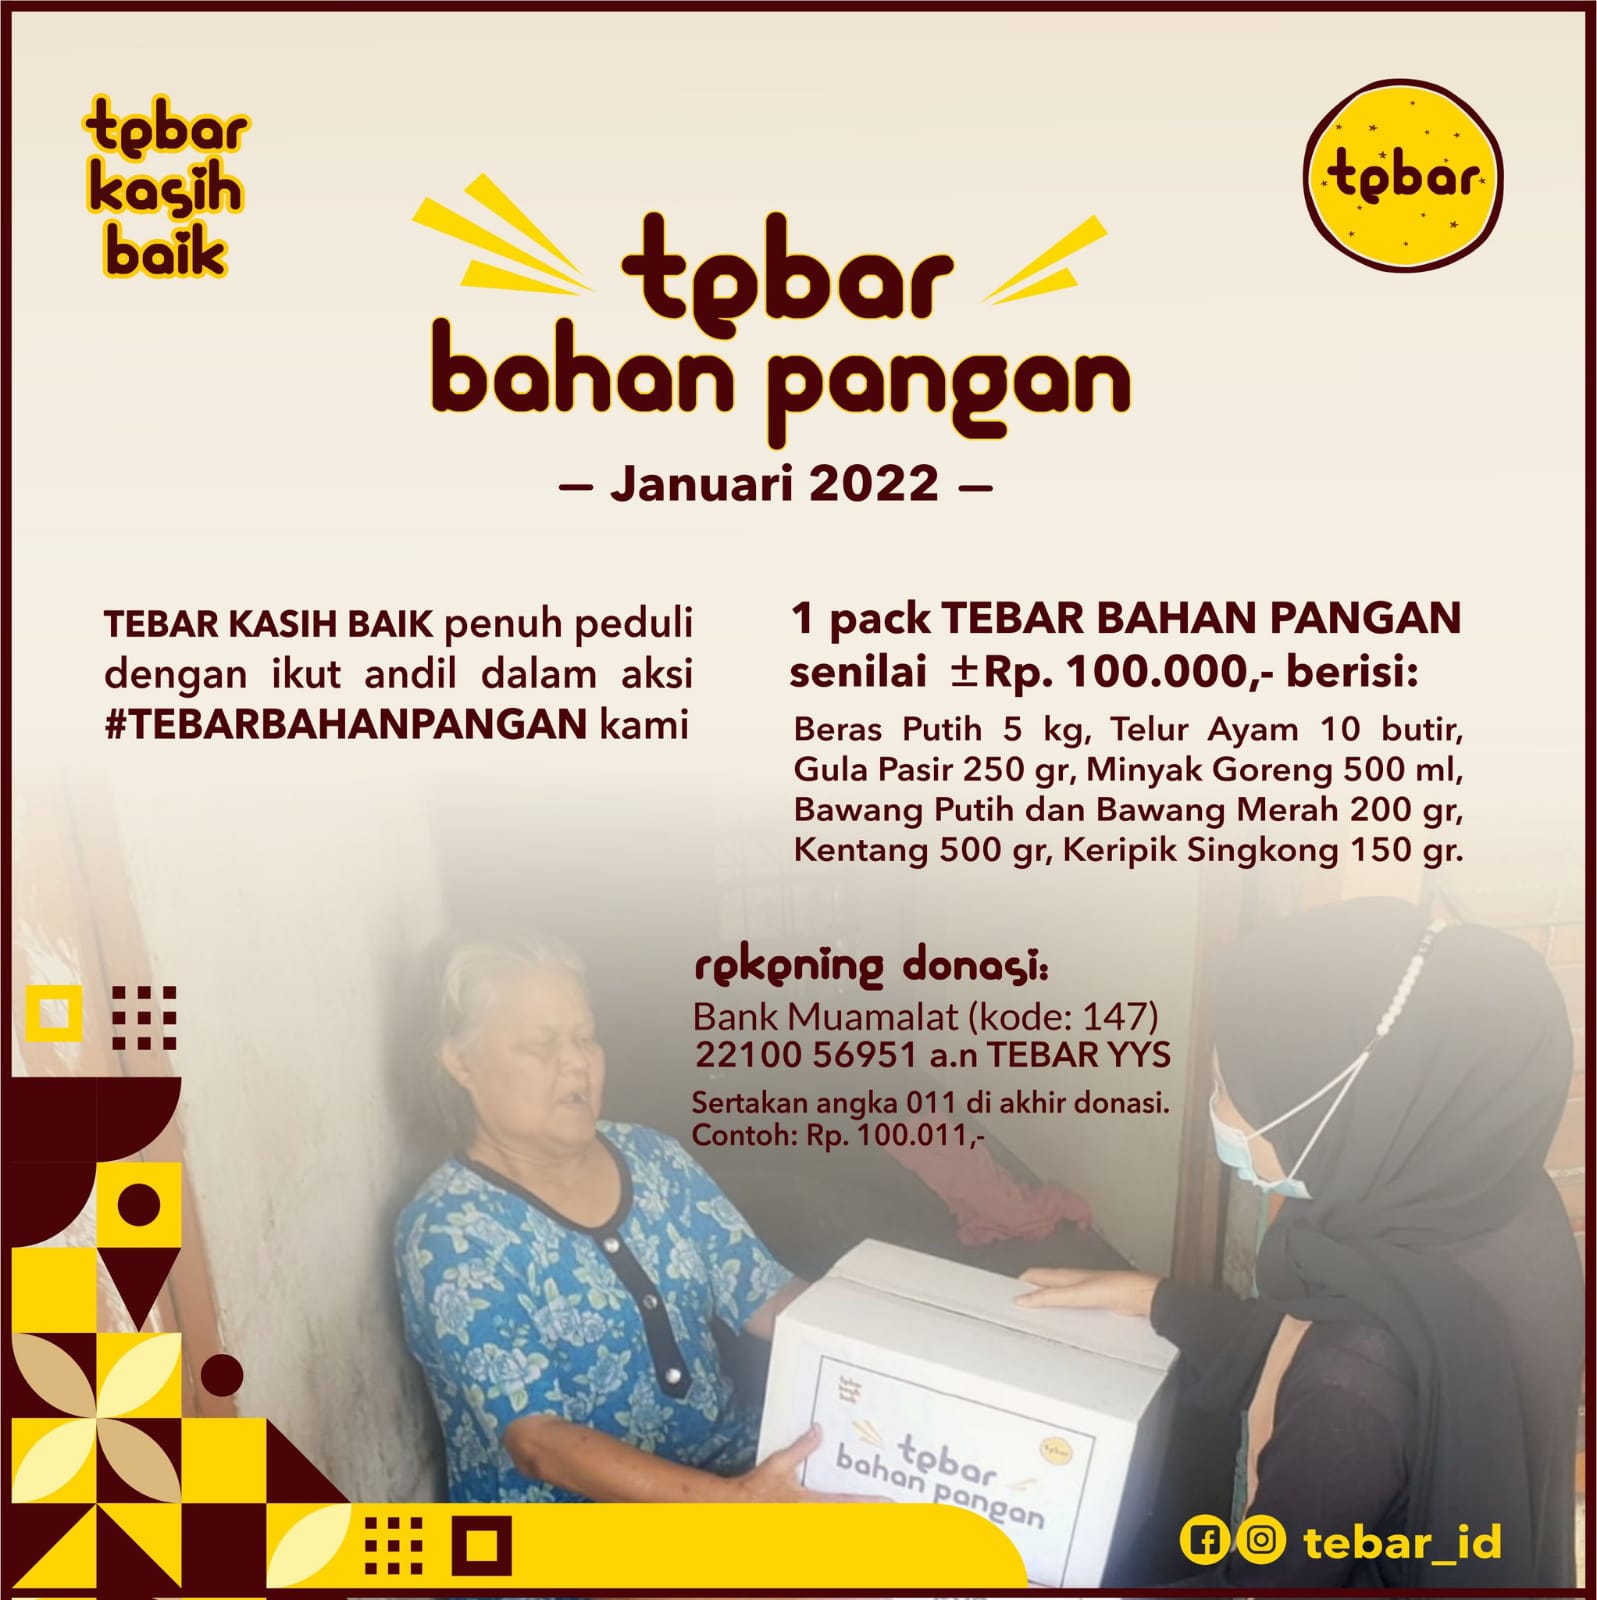 tebar
kasih
baik
tebar
tebar
bahan pangan
– Januari 2022 –
TEBAR KASIH BAIK penuh peduli
dengan ikut andil dalam aksi
#TEBARBAHANPANGAN kami
1 pack TEBAR BAHAN PANGAN
senilai ±Rp. 100.000,- berisi:
Beras Putih 5 kg, Telur Ayam 10 butir,
Gula Pasir 250 gr, Minyak Goreng 500 ml,
Bawang Putih dan Bawang Merah 200 gr,
Kentang 500 gr, Keripik Singkong 150 gr.
rekening donasi:
Bank Muamalat (kode: 147)
22100 56951 a.n TEBAR YYS
Sertakan angka 011 di akhir donasi.
Contoh: Rp. 100.011,-
tebar
kasih
baik
tebar
tebar
bahan pangan
tebar_id